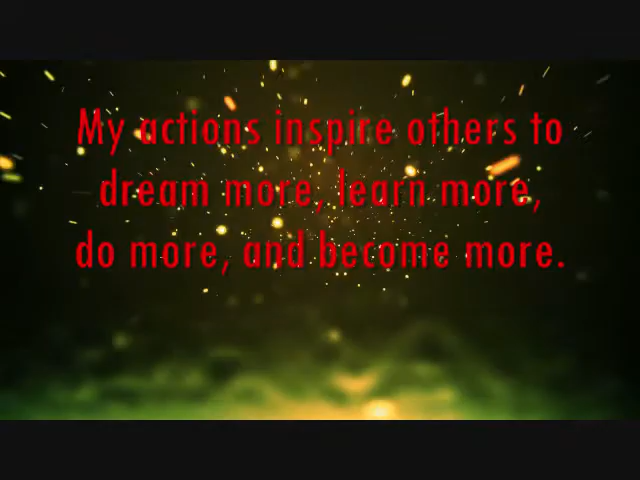 My actions inspire others to
dream more, learn more,
do more, and become more.